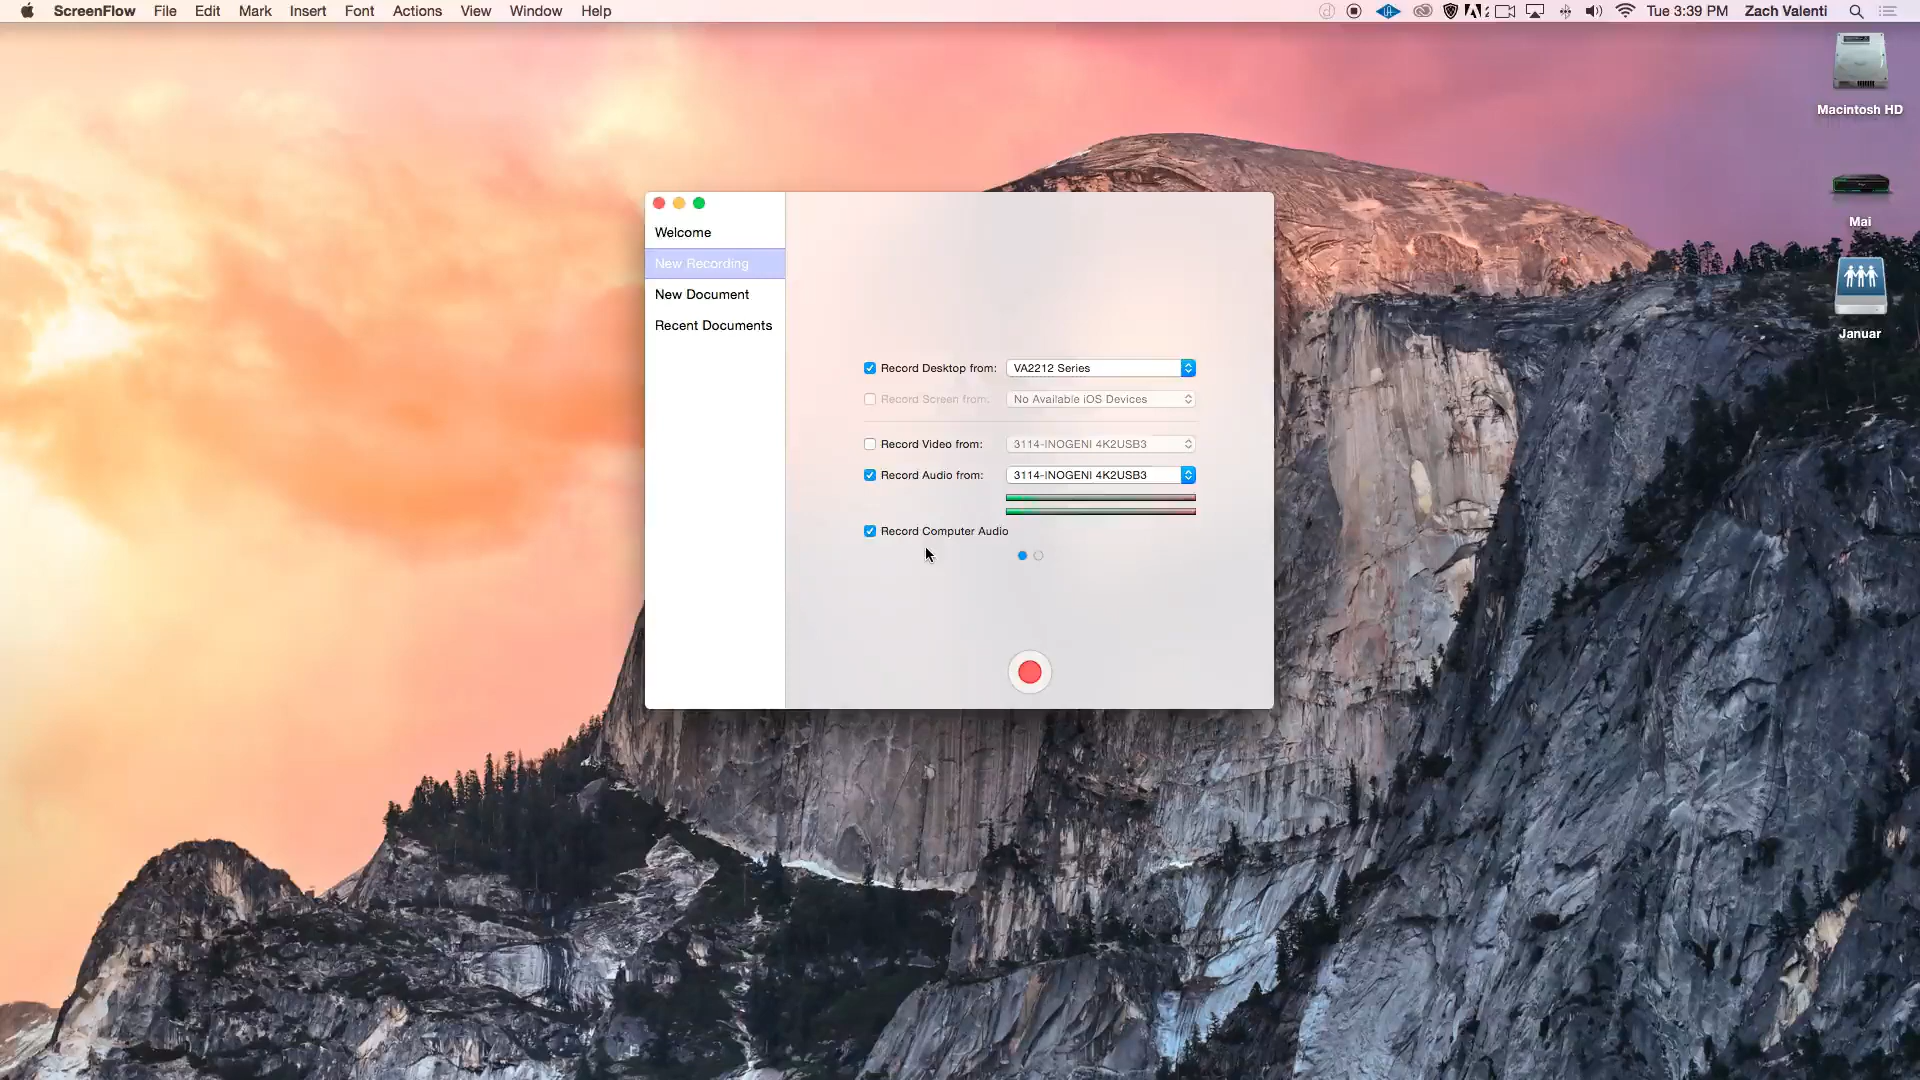 ScreenFlow File Edit Mark Insert Font Actions View Window Help Tue 3:39 PM Zach Valenti
Macintosh HD
Mai
Januar
Welcome
New Recording
New Document
Recent Documents
Record Desktop from: VA2212 Series
Record Screen from: No Available iOS Devices
Record Video from: 3114-INOGENI 4K2USB3
Record Audio from: 3114-INOGENI 4K2USB3
Record Computer Audio